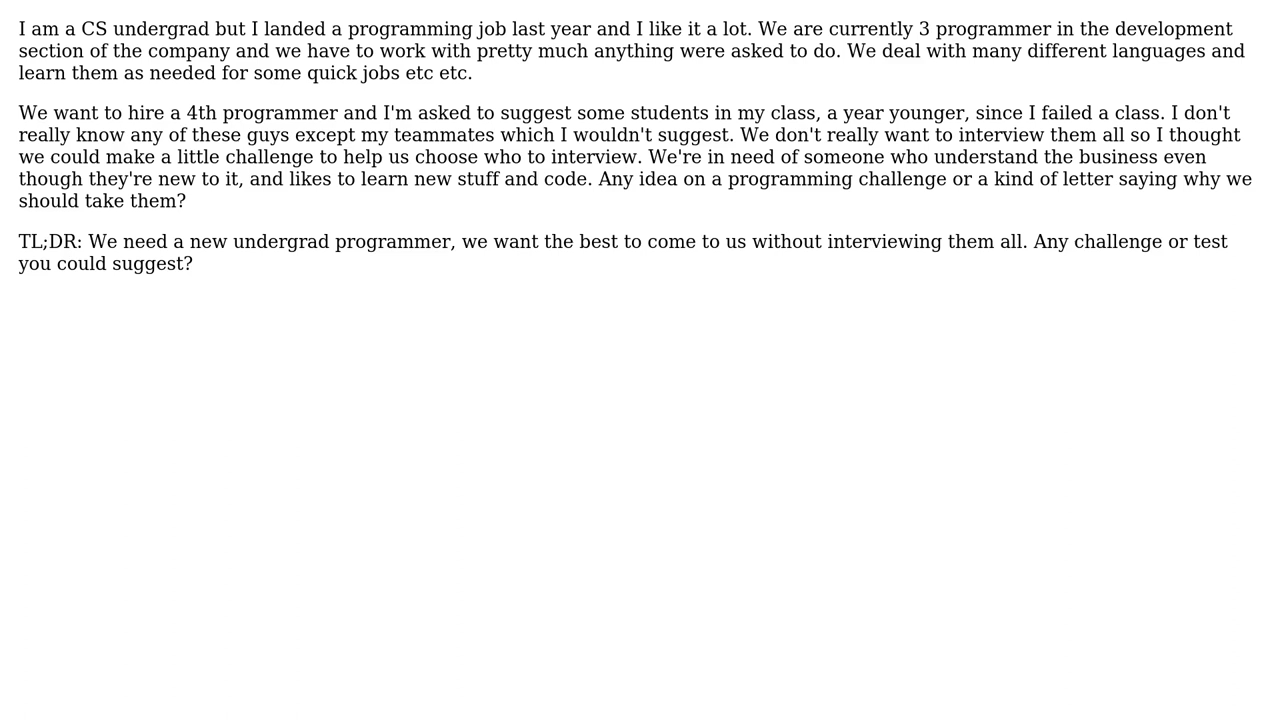 I am a CS undergrad but I landed a programming job last year and I like it a lot. We are currently 3 programmer in the development
section of the company and we have to work with pretty much anything were asked to do. We deal with many different languages and
learn them as needed for some quick jobs etc etc.
We want to hire a 4th programmer and I'm asked to suggest some students in my class, a year younger, since I failed a class. I don't
really know any of these guys except my teammates which I wouldn't suggest. We don't really want to interview them all so I thought
we could make a little challenge to help us choose who to interview. We're in need of someone who understand the business even
though they're new to it, and likes to learn new stuff and code. Any idea on a programming challenge or a kind of letter saying why we
should take them?
TL;DR: We need a new undergrad programmer, we want the best to come to us without interviewing them all. Any challenge or test
you could suggest?